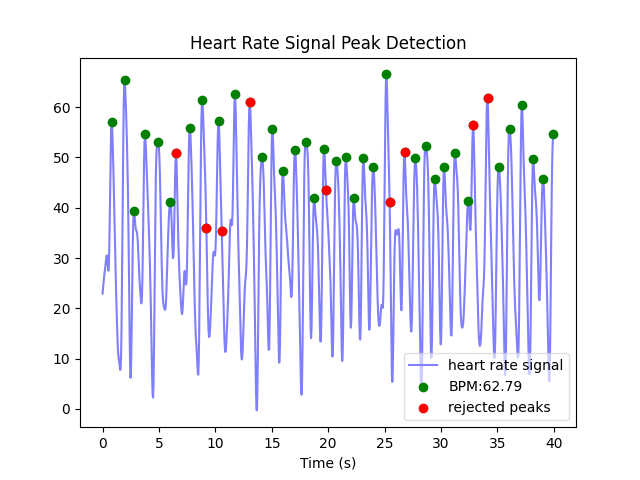 Heart Rate Signal Peak Detection
60
50
40
30
20
10
0
heart rate signal
BPM:62.79
rejected peaks
0 5 10 15 20 25 30 35 40
Time (s)